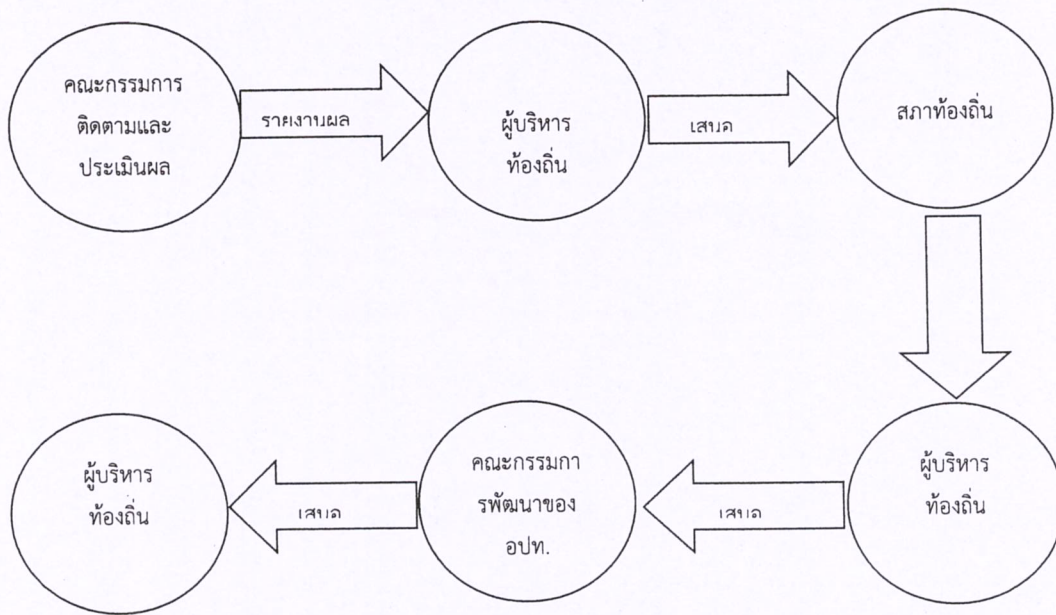 คณะกรรมการ
ติดตามและ
ประเมินผล
รายงานผล
ผู้บริหาร
ท้องถิ่น
เสนอ
สภาท้องถิ่น
ผู้บริหาร
ท้องถิ่น
เสนอ
คณะกรรมกา
รพัฒนาของ
อปท.
เสนอ
ผู้บริหาร
ท้องถิ่น